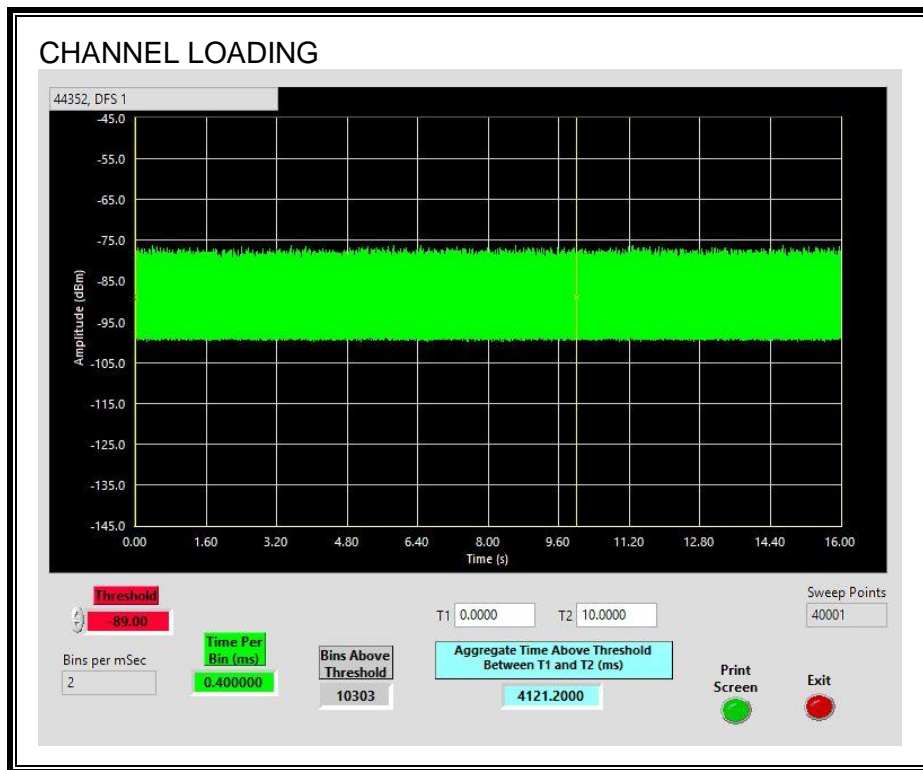 CHANNEL LOADING
44352, DFS 1
-45.0
-55.0
-65.0
-75.0
-85.0
-95.0
-105.0
-115.0
-125.0
-135.0
-145.0
Amplitude (dBm)
0.00 1.60 3.20 4.80 6.40 8.00 9.60 11.20 12.80 14.40 16.00
Time (s)
Threshold
-89.00
Bins per mSec
2
Time Per
Bin (ms)
0.400000
Bins Above
Threshold
10303
T1 0.0000 T2 10.0000
Aggregate Time Above Threshold
Between T1 and T2 (ms)
4121.2000
Sweep Points
40001
Print
Screen
Exit